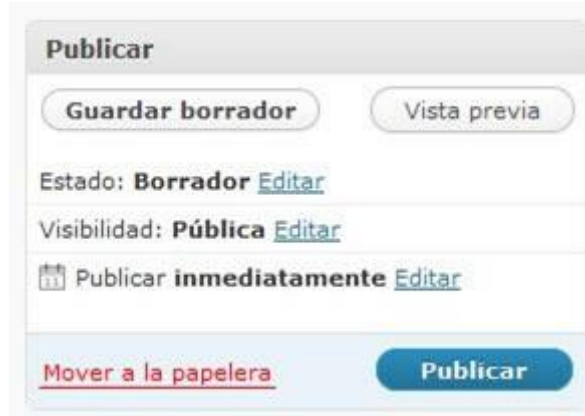 Publicar
Guardar borrador Vista previa
Estado: Borrador Editar
Visibilidad: Pública Editar
Publicar inmediatamente Editar
Mover a la papelera Publicar